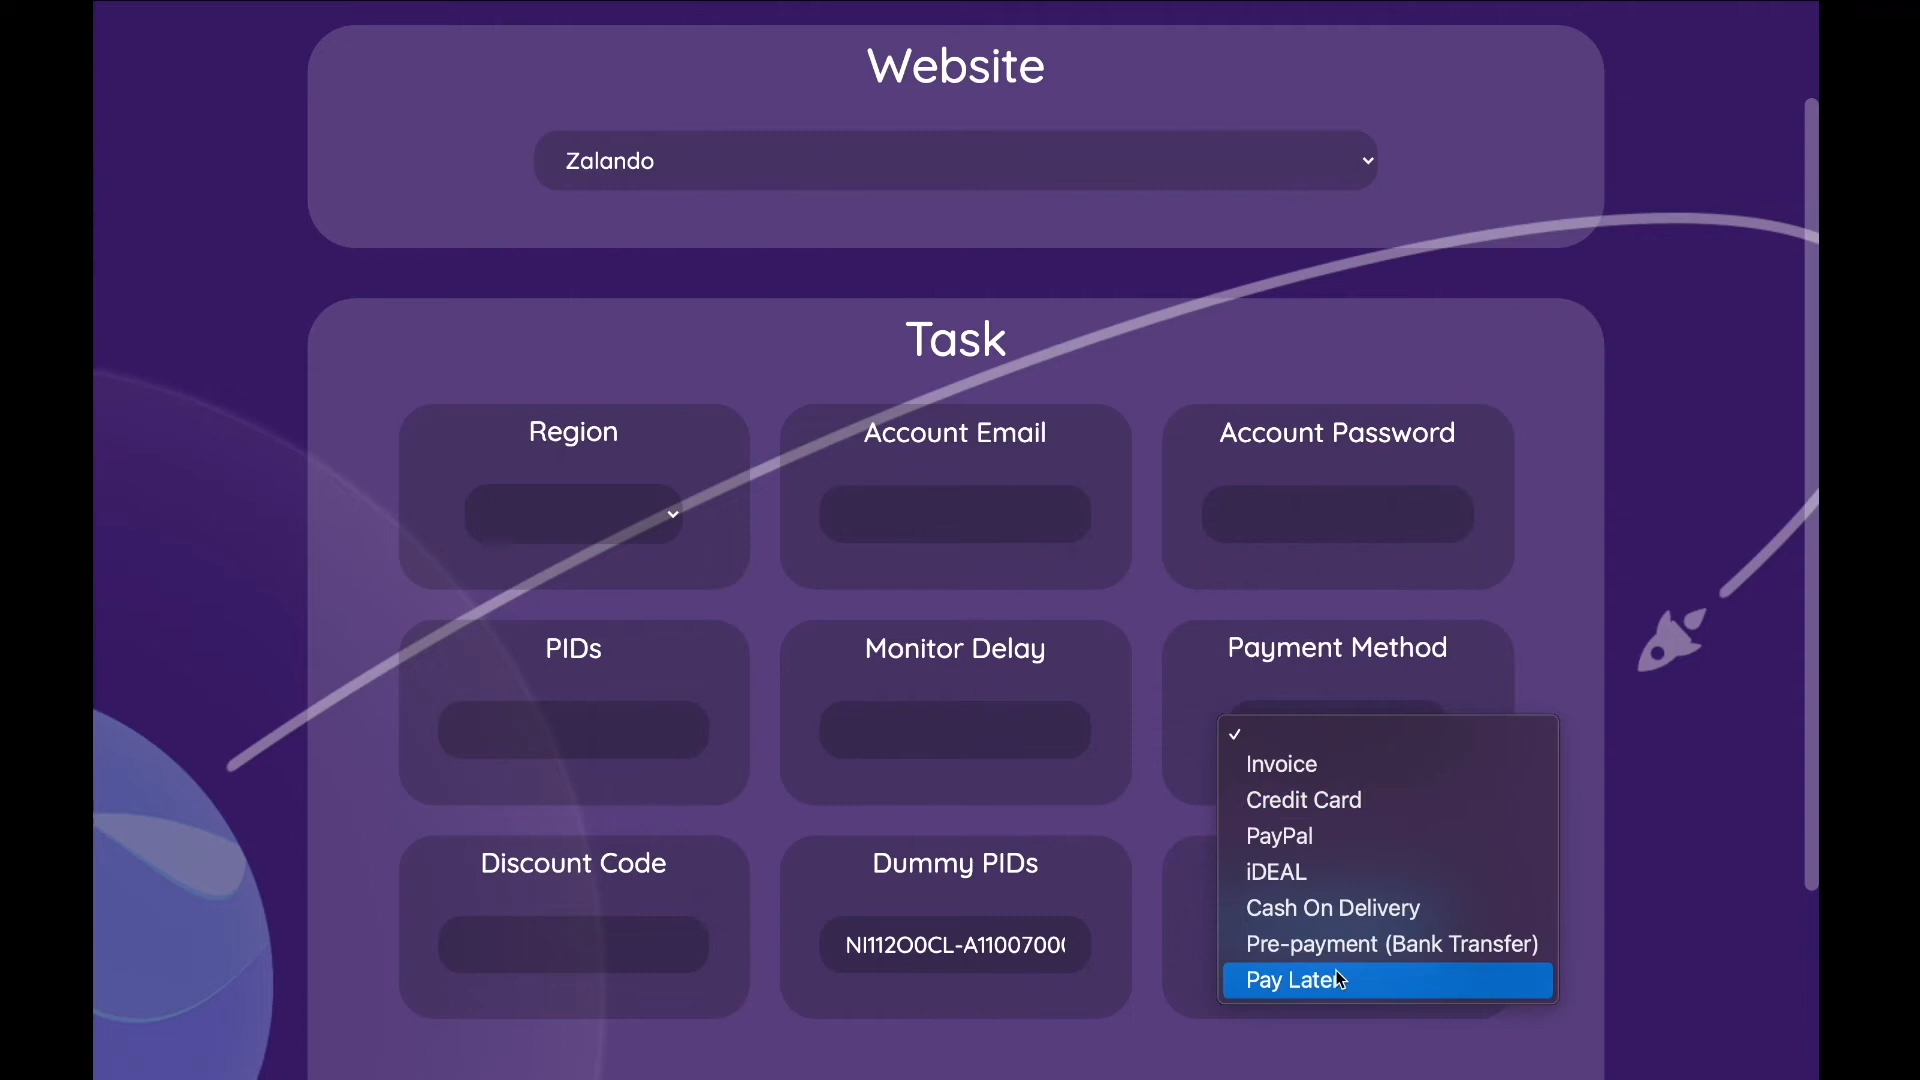 Website
Zalando
Task
Region
Account Email
Account Password
PIDs
Monitor Delay
Payment Method
Invoice
Credit Card
PayPal
iDEAL
Cash On Delivery
Pre-payment (Bank Transfer)
Pay Later
Discount Code
Dummy PIDs
NI112O0CL-A1100700